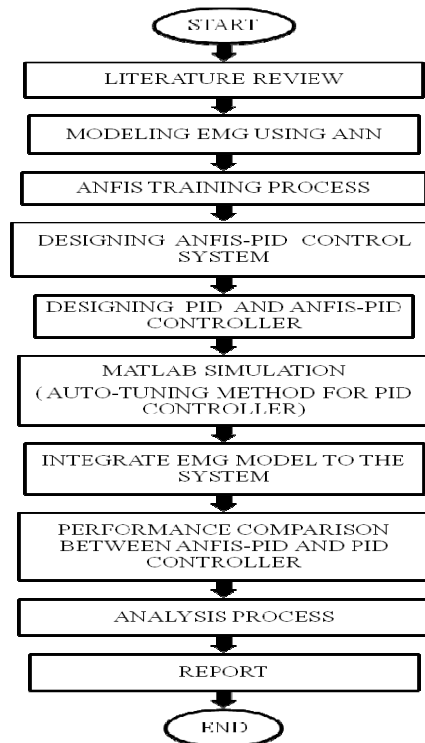 START
LITERATURE REVIEW
MODELING EMG USING ANN
ANFIS TRAINING PROCESS
DESIGNING ANFIS-PID CONTROL
SYSTEM
DESIGNING PID AND ANFIS-PID
CONTROLLER
MATLAB SIMULATION
( AUTO-TUNING METHOD FOR PID
CONTROLLER)
INTEGRATE EMG MODEL TO THE
SYSTEM
PERFORMANCE COMPARISON
BETWEEN ANFIS-PID AND PID
CONTROLLER
ANALYSIS PROCESS
REPORT
END